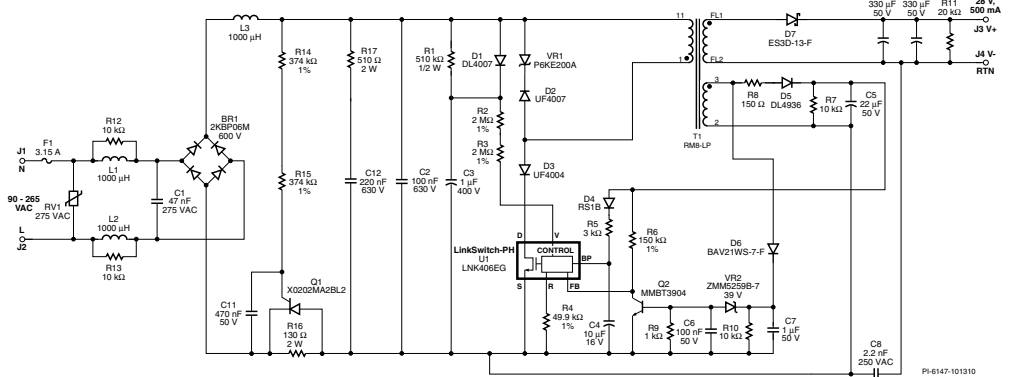 L3
1000 µH
R14
374 kΩ
1%
R17
510 Ω
2 W
R1
510 kΩ
1/2 W
D1
DL4007
VR1
P6KE200A
11
FL1
D7
ES3D-13-F
330 µF
50 V
330 µF
50 V
R11
20 kΩ
28 V,
500 mA
J3 V+
J4 V-
RTN
1
FL2
D2
UF4007
3
R8
150 Ω
D5
DL4936
R7
10 kΩ
C5
22 µF
50 V
2
T1
RM8-LP
R2
2 MΩ
1%
R3
2 MΩ
1%
BR1
2KBP06M
600 V
R12
10 kΩ
F1
3.15 A
J1
N
L1
1000 µH
90 - 265
VAC
RV1
275 VAC
C1
47 nF
275 VAC
L
J2
L2
1000 µH
R13
10 kΩ
R15
374 kΩ
1%
C12
220 nF
630 V
C2
100 nF
630 V
C3
1 µF
400 V
D3
UF4004
D4
RS1B
R5
3 kΩ
R6
150 kΩ
1%
D6
BAV21WS-7-F
LinkSwitch-PH
U1
LNK406EG
D
V
CONTROL
BP
S
R
FB
Q1
X0202MA2BL2
C11
470 nF
50 V
R16
130 Ω
2 W
R4
49.9 kΩ
1%
C4
10 µF
16 V
Q2
MMBT3904
VR2
ZMM5259B-7
39 V
R9
1 kΩ
C6
100 nF
50 V
R10
10 kΩ
C7
1 µF
50 V
C8
2.2 nF
250 VAC
PI-6147-101310